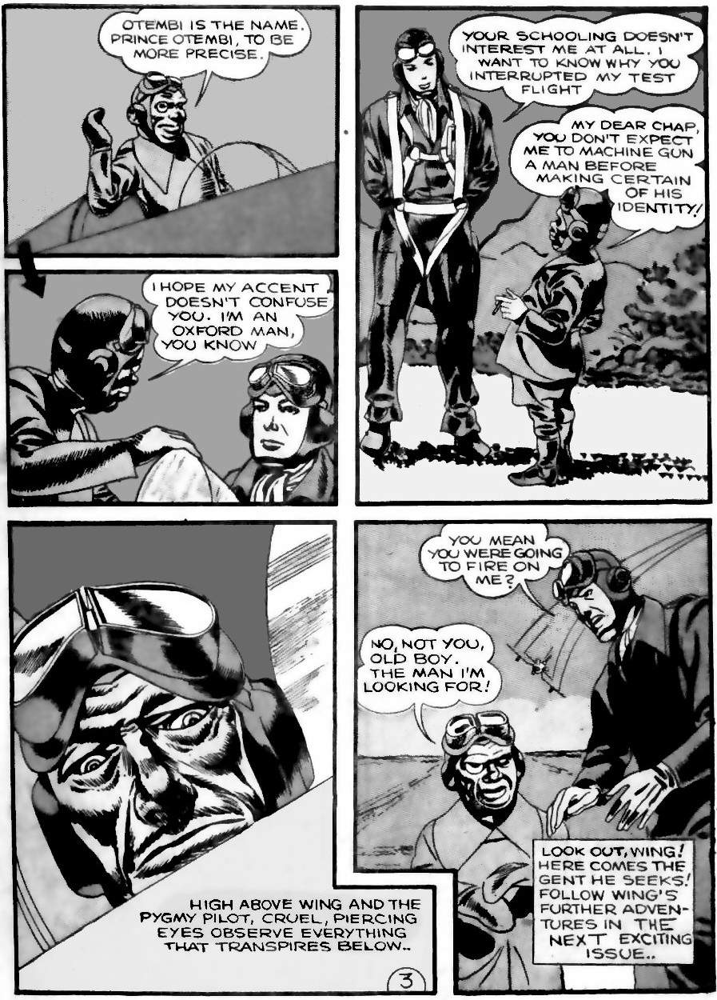 OTEMBI IS THE NAME.
PRINCE OTEMBI, TO BE
MORE PRECISE.
I HOPE MY ACCENT
DOESN'T CONFUSE
YOU. I'M AN
OXFORD MAN,
YOU KNOW
YOUR SCHOOLING DOESN'T
INTEREST ME AT ALL. I
WANT TO KNOW WHY YOU
INTERRUPTED MY TEST
FLIGHT
MY DEAR CHAP,
YOU DON'T EXPECT
ME TO MACHINE GUN
A MAN BEFORE
MAKING CERTAIN
OF HIS
IDENTITY!
HIGH ABOVE WING AND THE
PYGMY PILOT, CRUEL, PIERCING
EYES OBSERVE EVERYTHING
THAT TRANSPIRES BELOW..
3
YOU MEAN
YOU WERE GOING
TO FIRE ON
ME?
NO, NOT YOU,
OLD BOY.
THE MAN I'M
LOOKING FOR!
LOOK OUT, WING!
HERE COMES THE
GENT HE SEEKS!
FOLLOW WING'S
FURTHER ADVEN-
TURES IN THE
NEXT EXCITING
ISSUE..